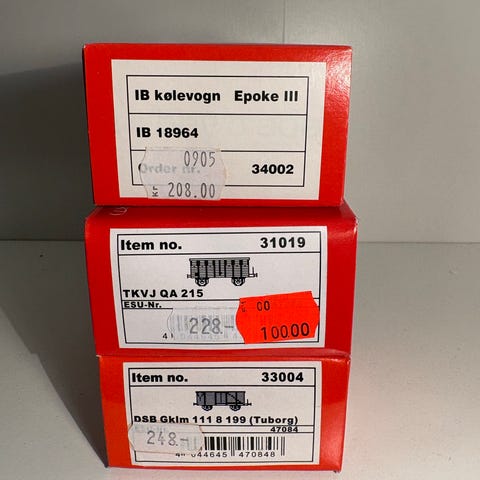 IB kølevogn Epoke III
IB 18964
0905
Order nr. 34002
kr 208.00
Item no. 31019
TKVJ QA 215
ESU-Nr.
228.-
00
10000
Item no. 33004
DSB Gklm 111 8 199 (Tuborg)
47084
248.-
044645 470848